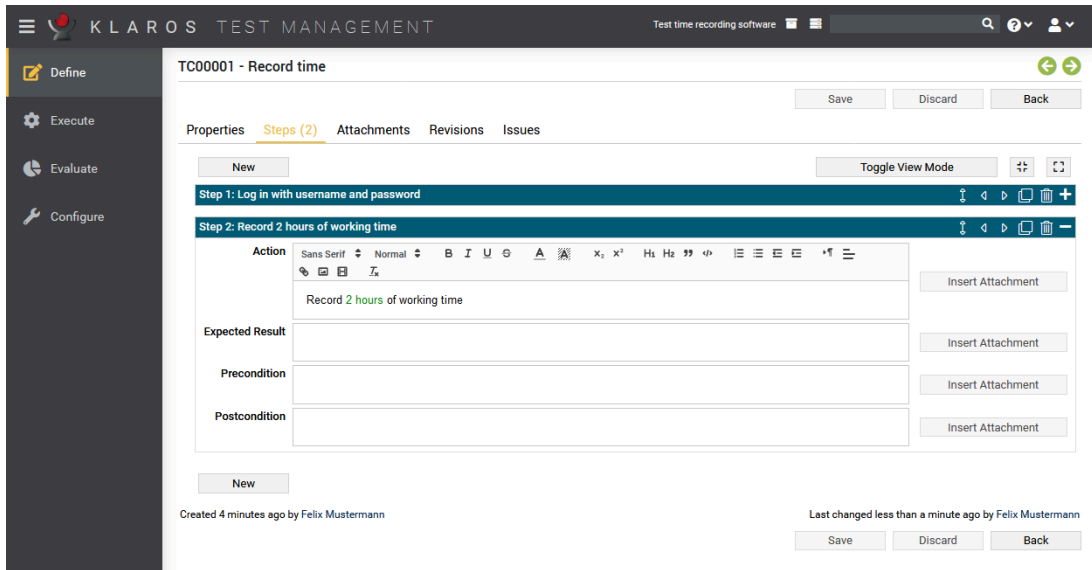 KLAROS TEST MANAGEMENT
Test time recording software
Define
Execute
Evaluate
Configure
TC00001 - Record time
Save Discard Back
Properties Steps (2) Attachments Revisions Issues
New Toggle View Mode
Step 1: Log in with username and password
Step 2: Record 2 hours of working time
Action
Sans Serif Normal B I U S A A X₂ X² H₁ H₂
Insert Attachment
Record 2 hours of working time
Expected Result
Insert Attachment
Precondition
Insert Attachment
Postcondition
Insert Attachment
New
Created 4 minutes ago by Felix Mustermann
Last changed less than a minute ago by Felix Mustermann
Save Discard Back